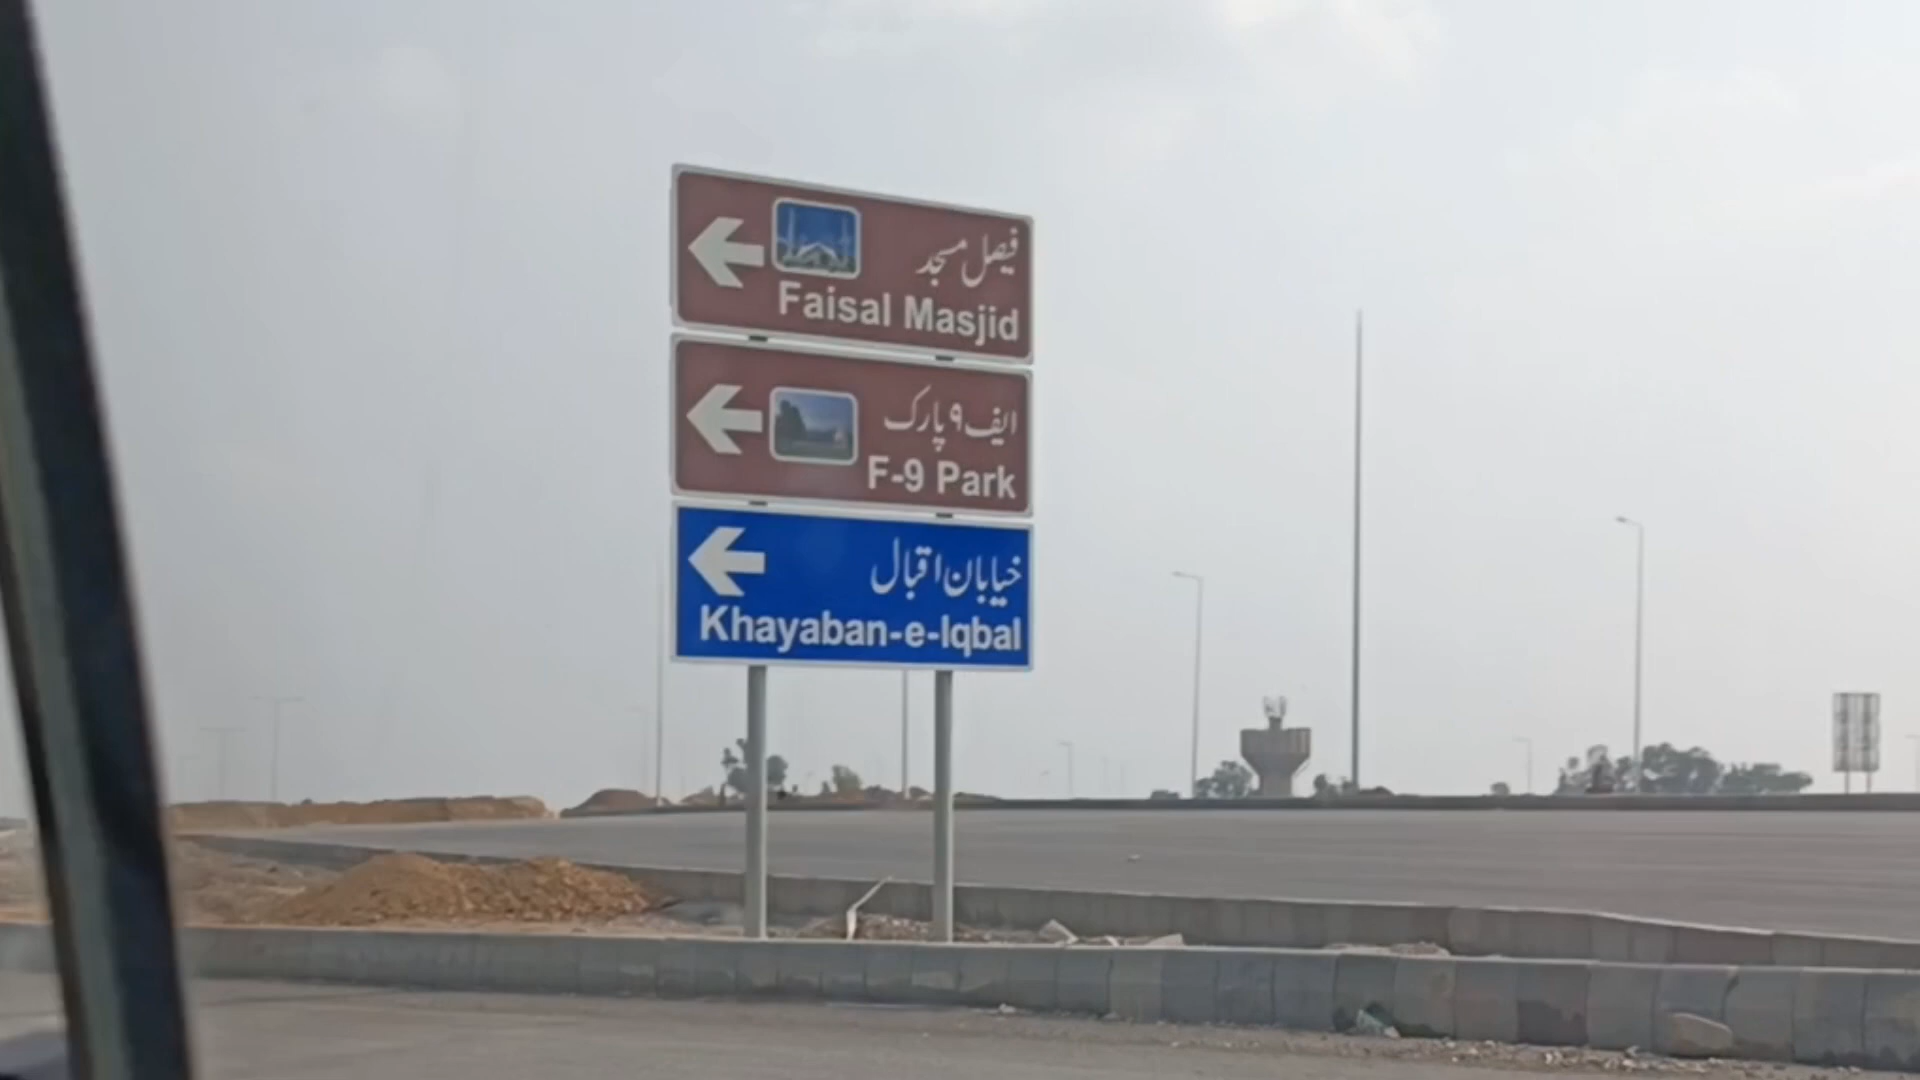 فیصل مسجد
Faisal Masjid
ایف ۹ پارک
F-9 Park
خیابان اقبال
Khayaban-e-Iqbal